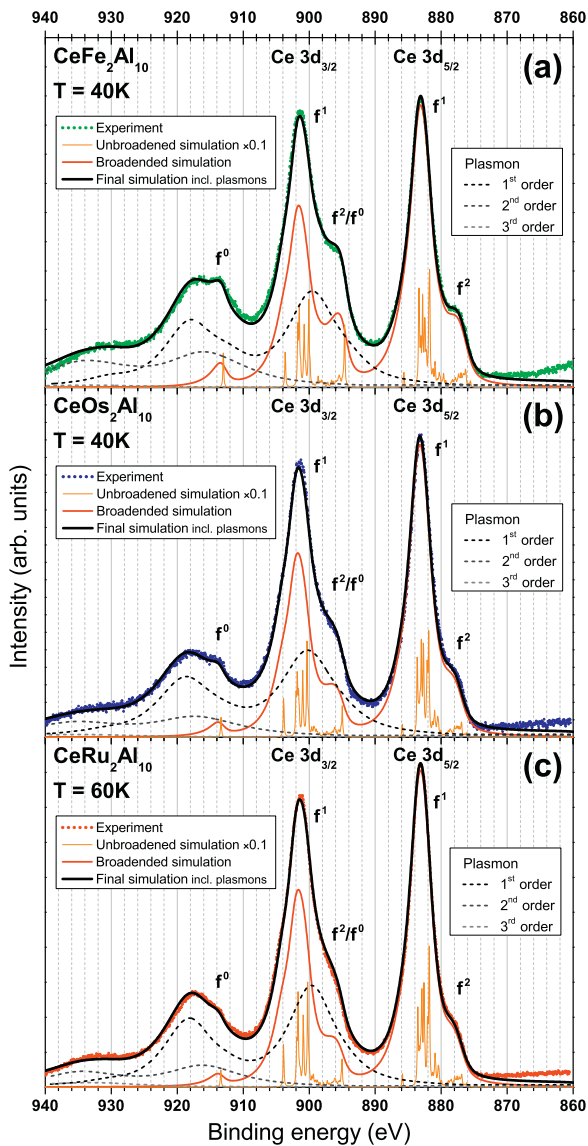 940 930 920 910 900 890 880 870 860
CeFe₂Al₁₀ Ce 3d₃/₂ Ce 3d₅/₂ (a)
T = 40K
f¹ f¹
Experiment
Unbroadened simulation ×0.1
Broadended simulation
Final simulation incl. plasmons
Plasmon
1ˢᵗ order
2ⁿᵈ order
3ʳᵈ order
f²/f⁰
f⁰
f²
CeOs₂Al₁₀ Ce 3d₃/₂ Ce 3d₅/₂ (b)
T = 40K
f¹ f¹
Experiment
Unbroadened simulation ×0.1
Broadended simulation
Final simulation incl. plasmons
Plasmon
1ˢᵗ order
2ⁿᵈ order
3ʳᵈ order
f²/f⁰
f⁰
f²
CeRu₂Al₁₀ Ce 3d₃/₂ Ce 3d₅/₂ (c)
T = 60K
f¹ f¹
Experiment
Unbroadened simulation ×0.1
Broadended simulation
Final simulation incl. plasmons
Plasmon
1ˢᵗ order
2ⁿᵈ order
3ʳᵈ order
f²/f⁰
f⁰
f²
940 930 920 910 900 890 880 870 860
Binding energy (eV)
Intensity (arb. units)